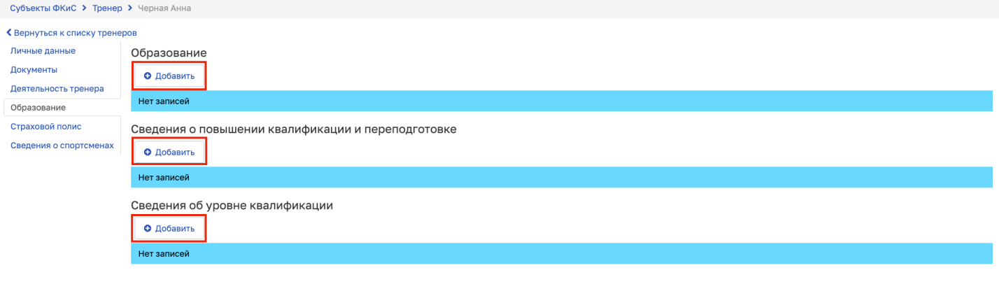 Субъекты ФКиС > Тренер > Черная Анна
Вернуться к списку тренеров
Личные данные
Документы
Деятельность тренера
Образование
Страховой полис
Сведения о спортсменах
Образование
Добавить
Нет записей
Сведения о повышении квалификации и переподготовке
Добавить
Нет записей
Сведения об уровне квалификации
Добавить
Нет записей